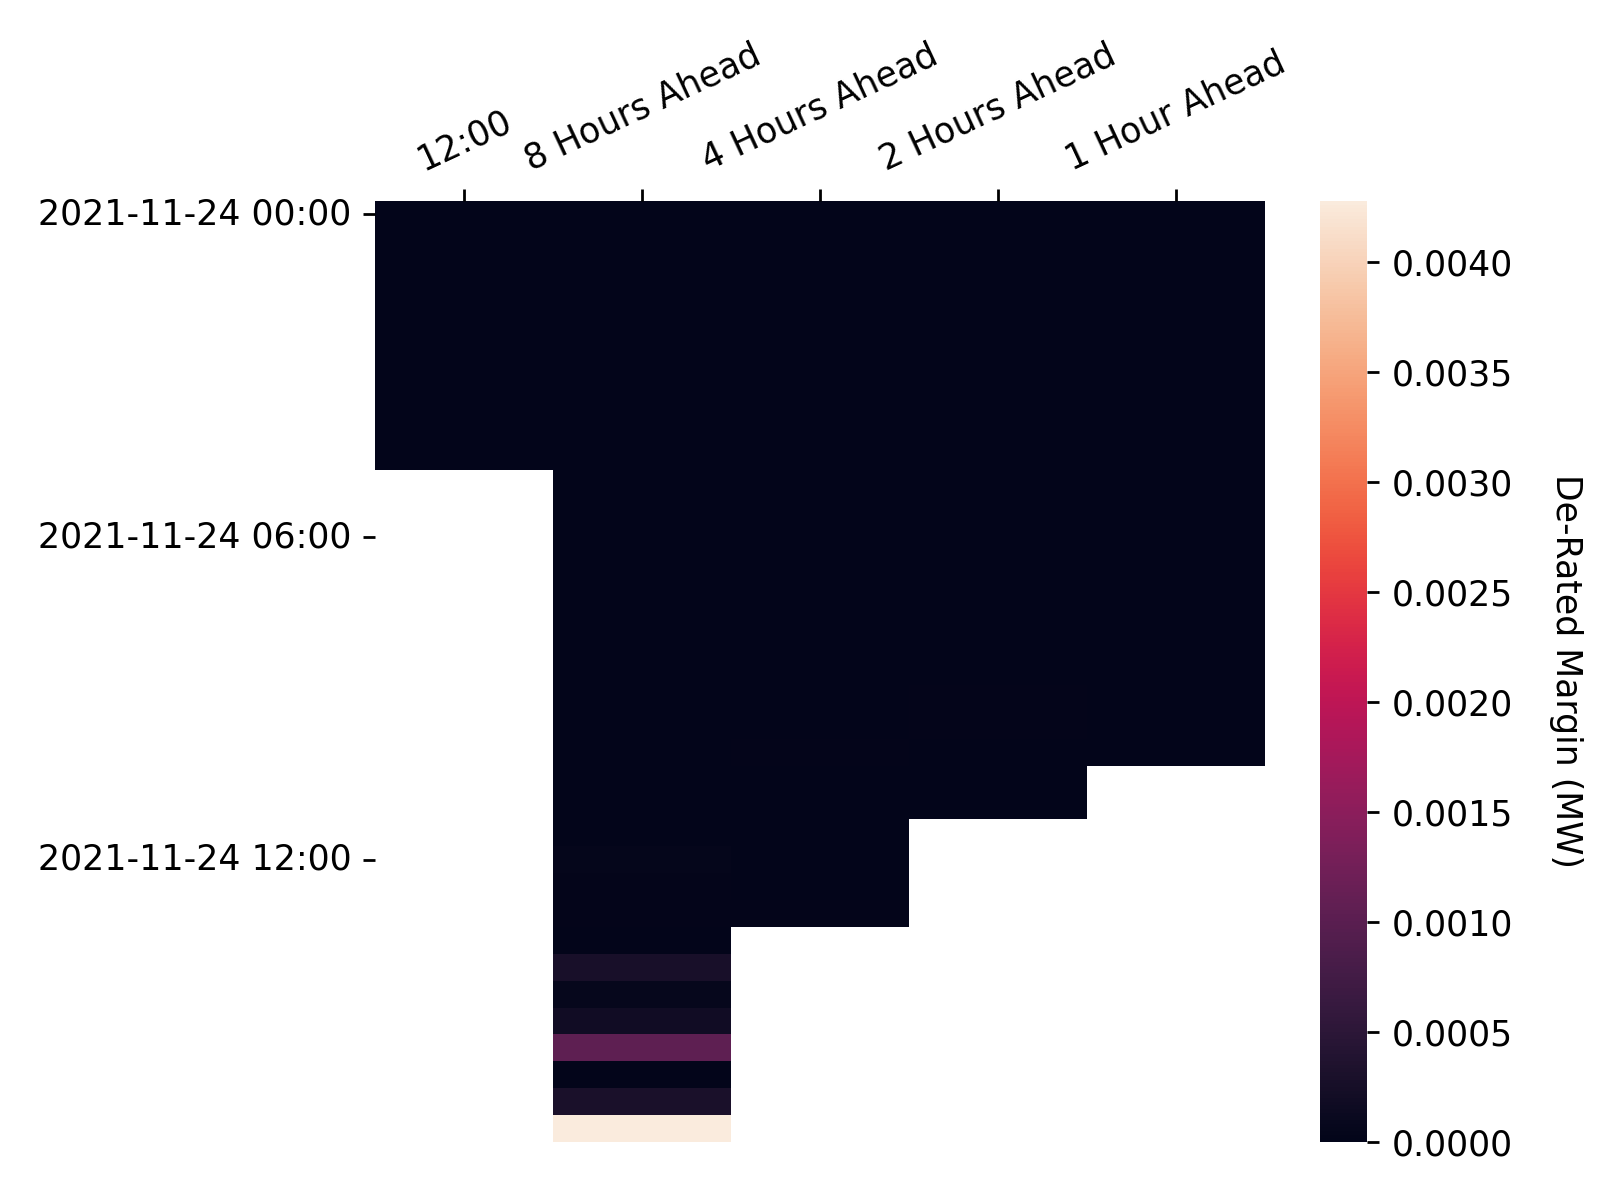 12:00
8 Hours Ahead
4 Hours Ahead
2 Hours Ahead
1 Hour Ahead
2021-11-24 00:00
2021-11-24 06:00
2021-11-24 12:00
0.0040
0.0035
0.0030
0.0025
0.0020
0.0015
0.0010
0.0005
0.0000
De-Rated Margin (MW)